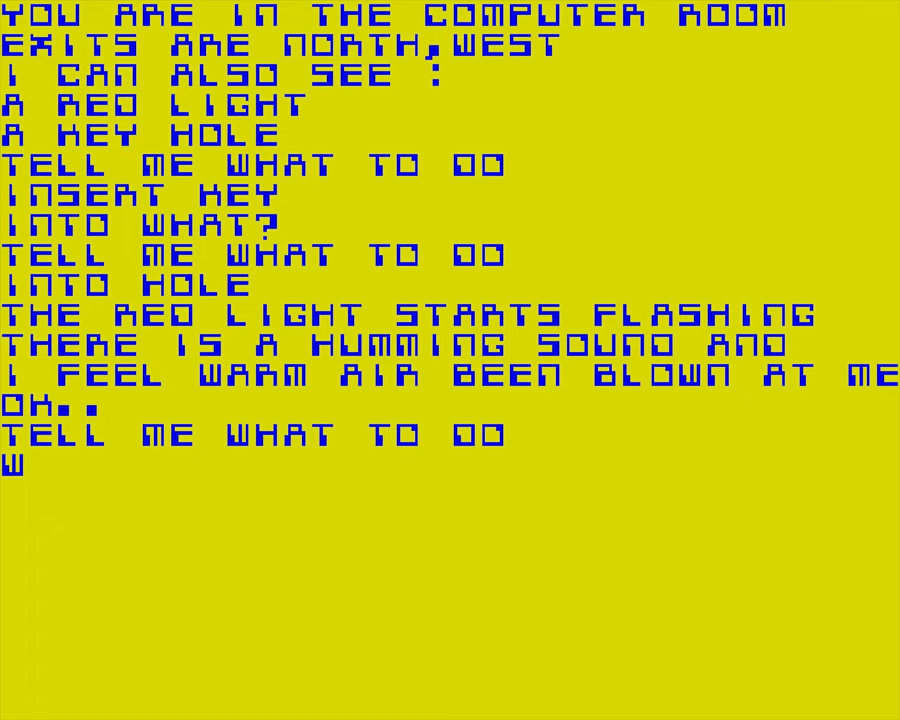 YOU ARE IN THE COMPUTER ROOM
EXITS ARE NORTH,WEST
I CAN ALSO SEE :
A RED LIGHT
A KEY HOLE
TELL ME WHAT TO DO
INSERT KEY
INTO WHAT?
TELL ME WHAT TO DO
INTO HOLE
THE RED LIGHT STARTS FLASHING
THERE IS A HUMMING SOUND AND
I FEEL WARM AIR BEEN BLOWN AT ME
OK..
TELL ME WHAT TO DO
W